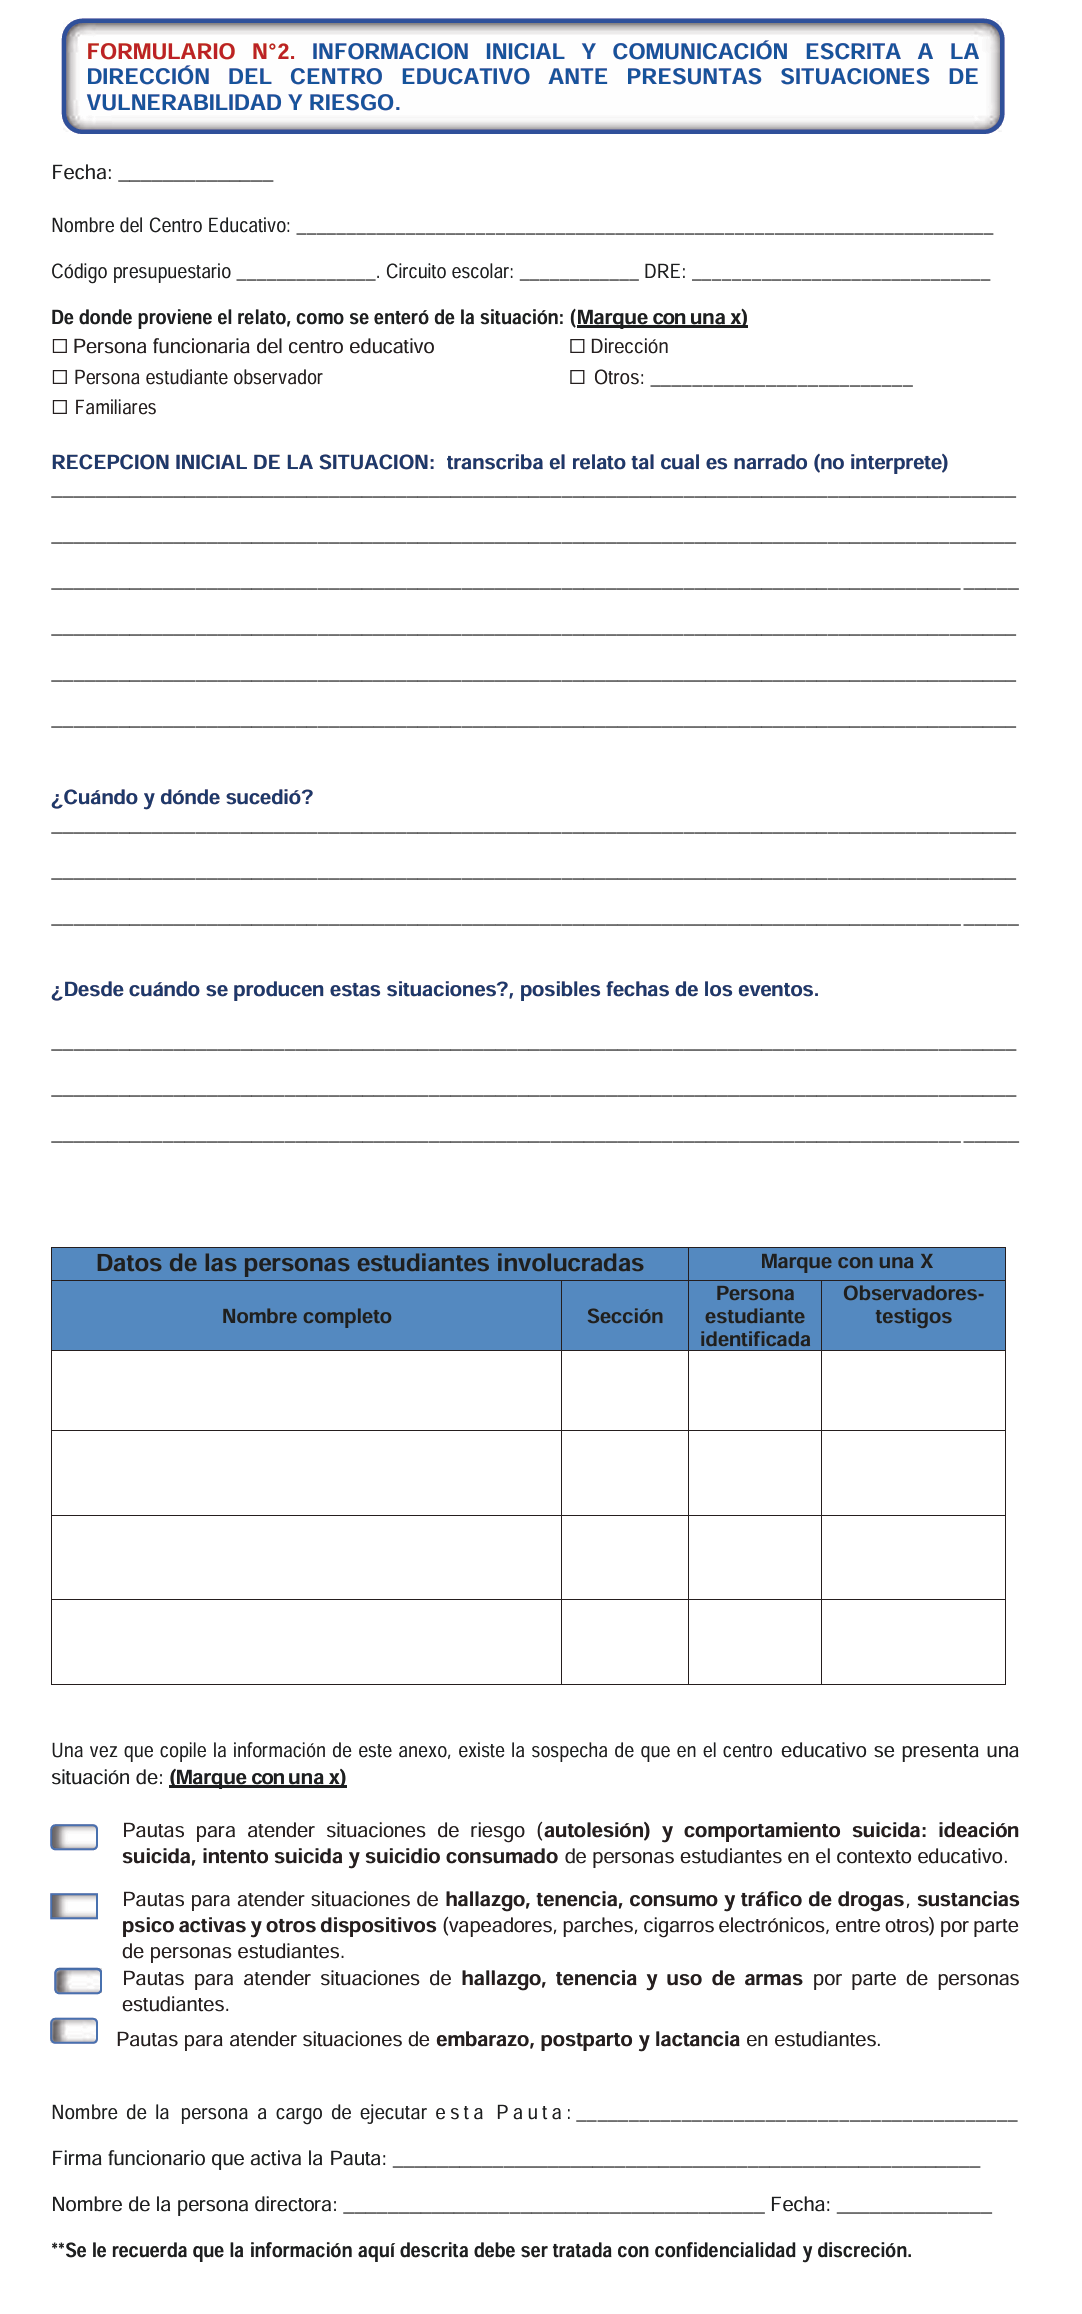 FORMULARIO N°2. INFORMACION INICIAL Y COMUNICACIÓN ESCRITA A LA
DIRECCIÓN DEL CENTRO EDUCATIVO ANTE PRESUNTAS SITUACIONES DE
VULNERABILIDAD Y RIESGO.
Fecha: ______________
Nombre del Centro Educativo: ______________________________________________________________________
Código presupuestario ______________. Circuito escolar: ____________ DRE: ______________________________
De donde proviene el relato, como se enteró de la situación: (Marque con una x)
☐ Persona funcionaria del centro educativo ☐ Dirección
☐ Persona estudiante observador ☐ Otros: _________________________
☐ Familiares
RECEPCION INICIAL DE LA SITUACION: transcriba el relato tal cual es narrado (no interprete)
¿Cuándo y dónde sucedió?
¿Desde cuándo se producen estas situaciones?, posibles fechas de los eventos.
Datos de las personas estudiantes involucradas Marque con una X
Nombre completo Sección Persona estudiante identificada Observadores-testigos
Una vez que copile la información de este anexo, existe la sospecha de que en el centro educativo se presenta una
situación de: (Marque con una x)
Pautas para atender situaciones de riesgo (autolesión) y comportamiento suicida: ideación
suicida, intento suicida y suicidio consumado de personas estudiantes en el contexto educativo.
Pautas para atender situaciones de hallazgo, tenencia, consumo y tráfico de drogas, sustancias
psico activas y otros dispositivos (vapeadores, parches, cigarros electrónicos, entre otros) por parte
de personas estudiantes.
Pautas para atender situaciones de hallazgo, tenencia y uso de armas por parte de personas
estudiantes.
Pautas para atender situaciones de embarazo, postparto y lactancia en estudiantes.
Nombre de la persona a cargo de ejecutar esta Pauta: ________________________________________
Firma funcionario que activa la Pauta: _____________________________________________________
Nombre de la persona directora: ______________________________________ Fecha: ______________
**Se le recuerda que la información aquí descrita debe ser tratada con confidencialidad y discreción.